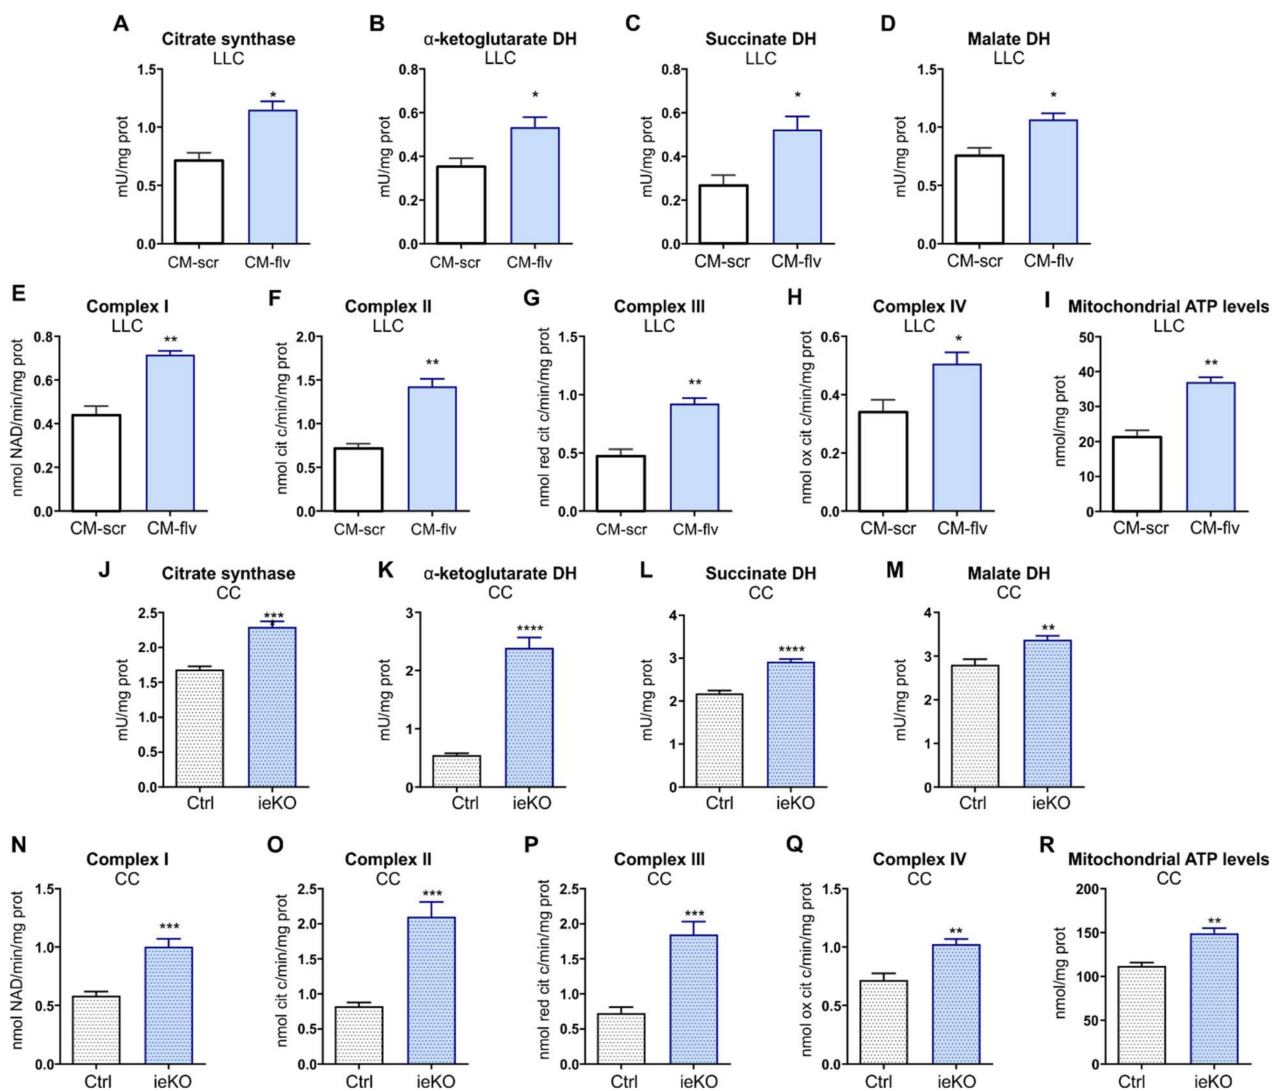 A
Citrate synthase
LLC
mU/mg prot
1.5
1.0
0.5
0.0
*
CM-scr CM-flv
B
α-ketoglutarate DH
LLC
mU/mg prot
0.8
0.6
0.4
0.2
0.0
*
CM-scr CM-flv
C
Succinate DH
LLC
mU/mg prot
0.8
0.6
0.4
0.2
0.0
*
CM-scr CM-flv
D
Malate DH
LLC
mU/mg prot
1.5
1.0
0.5
0.0
*
CM-scr CM-flv
E
Complex I
LLC
nmol NAD/min/mg prot
0.8
0.6
0.4
0.2
0.0
**
CM-scr CM-flv
F
Complex II
LLC
nmol cit c/min/mg prot
2.0
1.5
1.0
0.5
0.0
**
CM-scr CM-flv
G
Complex III
LLC
nmol red cit c/min/mg prot
1.5
1.0
0.5
0.0
**
CM-scr CM-flv
H
Complex IV
LLC
nmol ox cit c/min/mg prot
0.6
0.4
0.2
0.0
*
CM-scr CM-flv
I
Mitochondrial ATP levels
LLC
nmol/mg prot
50
40
30
20
10
0
**
CM-scr CM-flv
J
Citrate synthase
CC
mU/mg prot
2.5
2.0
1.5
1.0
0.5
0.0
***
Ctrl ieKO
K
α-ketoglutarate DH
CC
mU/mg prot
3
2
1
0
****
Ctrl ieKO
L
Succinate DH
CC
mU/mg prot
4
3
2
1
0
****
Ctrl ieKO
M
Malate DH
CC
mU/mg prot
4
3
2
1
0
**
Ctrl ieKO
N
Complex I
CC
nmol NAD/min/mg prot
1.5
1.0
0.5
0.0
***
Ctrl ieKO
O
Complex II
CC
nmol cit c/min/mg prot
2.5
2.0
1.5
1.0
0.5
0.0
***
Ctrl ieKO
P
Complex III
CC
nmol red cit c/min/mg prot
2.5
2.0
1.5
1.0
0.5
0.0
***
Ctrl ieKO
Q
Complex IV
CC
nmol ox cit c/min/mg prot
1.5
1.0
0.5
0.0
**
Ctrl ieKO
R
Mitochondrial ATP levels
CC
nmol/mg prot
200
150
100
50
0
**
Ctrl ieKO